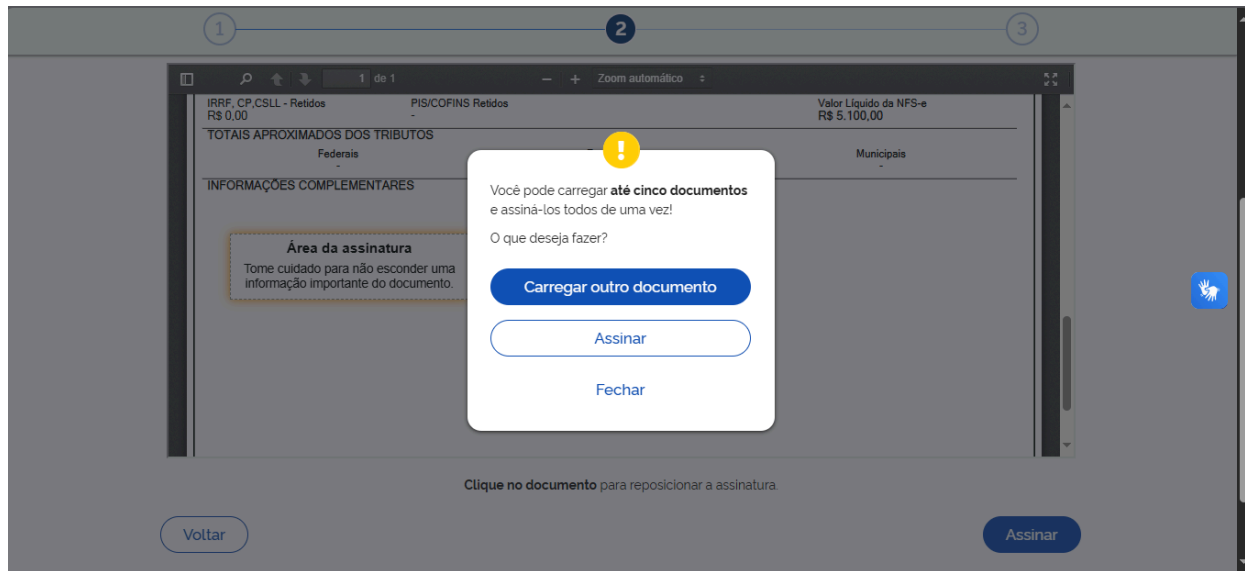 1
2
3
1 de 1
Zoom automático
IRRF, CP,CSLL - Retidos
PIS/COFINS Retidos
Valor Líquido da NFS-e
R$ 0,00
-
R$ 5.100,00
TOTAIS APROXIMADOS DOS TRIBUTOS
Federais
Municipais
-
-
INFORMAÇÕES COMPLEMENTARES
!
Você pode carregar até cinco documentos
e assiná-los todos de uma vez!
O que deseja fazer?
Carregar outro documento
Assinar
Fechar
Área da assinatura
Tome cuidado para não esconder uma
informação importante do documento.
Clique no documento para reposicionar a assinatura.
Voltar
Assinar